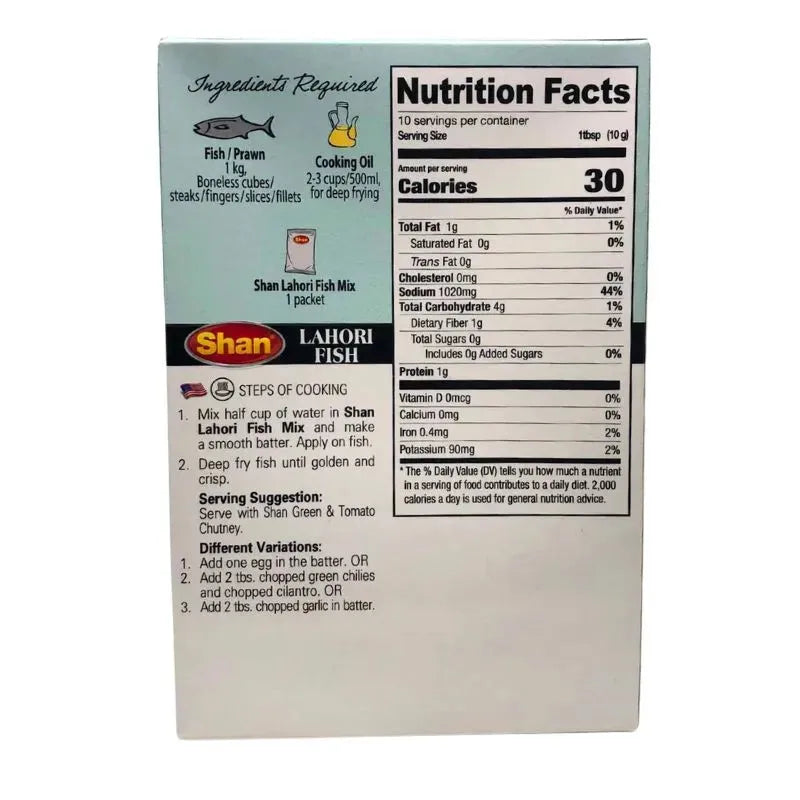 Ingredients Required
Fish / Prawn
1 kg,
Boneless cubes/
steaks/fingers/slices/fillets
Cooking Oil
2-3 cups/500ml,
for deep frying
Shan
Shan Lahori Fish Mix
1 packet
Shan
LAHORI
FISH
STEPS OF COOKING
1. Mix half cup of water in Shan
Lahori Fish Mix and make
a smooth batter. Apply on fish.
2. Deep fry fish until golden and
crisp.
Serving Suggestion:
Serve with Shan Green & Tomato
Chutney.
Different Variations:
1. Add one egg in the batter. OR
2. Add 2 tbs. chopped green chilies
and chopped cilantro. OR
3. Add 2 tbs. chopped garlic in batter.
Nutrition Facts
10 servings per container
Serving Size 1tbsp (10 g)
Amount per serving
Calories 30
% Daily Value*
Total Fat 1g 1%
Saturated Fat 0g 0%
Trans Fat 0g
Cholesterol 0mg 0%
Sodium 1020mg 44%
Total Carbohydrate 4g 1%
Dietary Fiber 1g 4%
Total Sugars 0g
Includes 0g Added Sugars 0%
Protein 1g
Vitamin D 0mcg 0%
Calcium 0mg 0%
Iron 0.4mg 2%
Potassium 90mg 2%
* The % Daily Value (DV) tells you how much a nutrient
in a serving of food contributes to a daily diet. 2,000
calories a day is used for general nutrition advice.